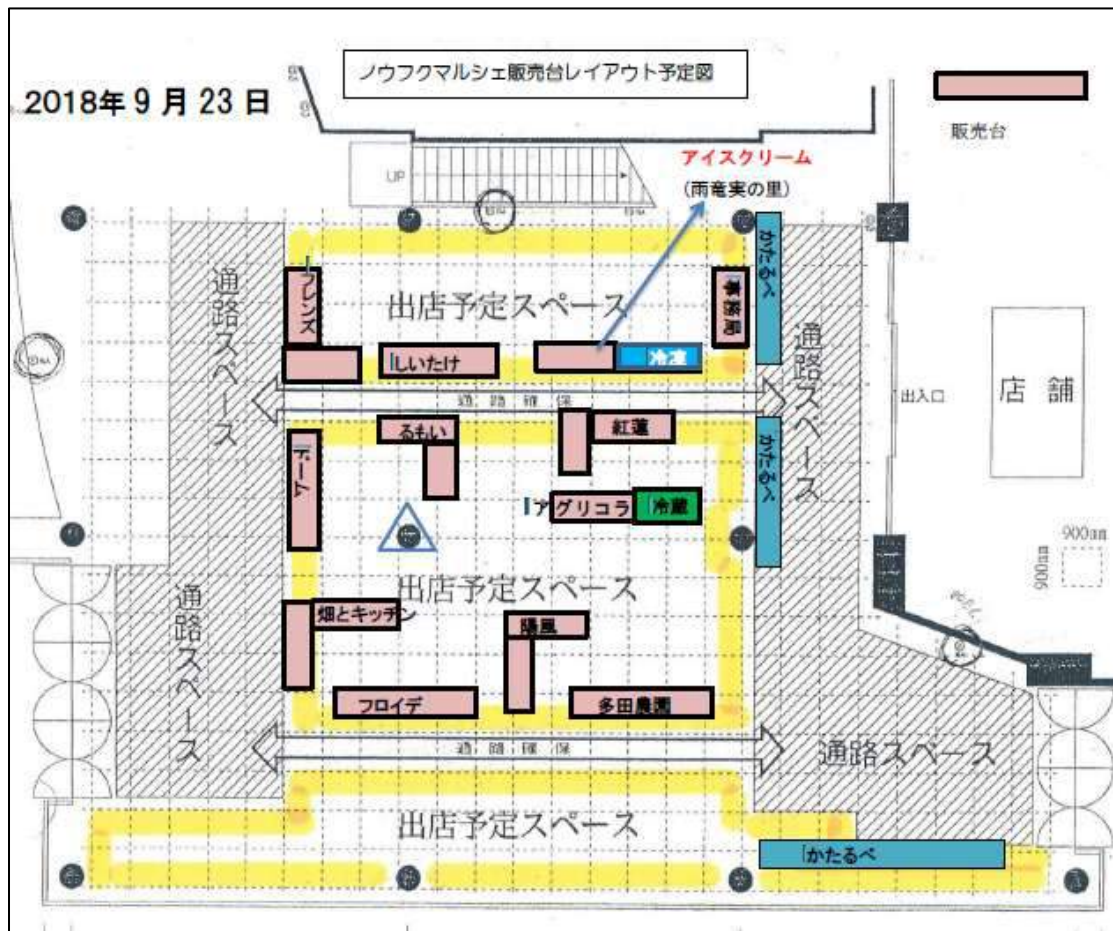 ノウフクマルシェ販売台レイアウト予定図
2018年 9 月 23 日
販売台
アイスクリーム
(雨竜実の里)
UP
かたるべ
通路スペース
フレンズ
出店予定スペース
事務局
通路スペース
しいたけ
冷凍
出入口
店 舗
通 路 確 保
るもい
紅蓮
かたるべ
ドーム
アグリコラ
冷蔵
900mm
900mm
出店予定スペース
通路スペース
畑とキッチン
陽風
フロイデ
多田農園
通 路 確 保
通路スペース
出店予定スペース
かたるべ